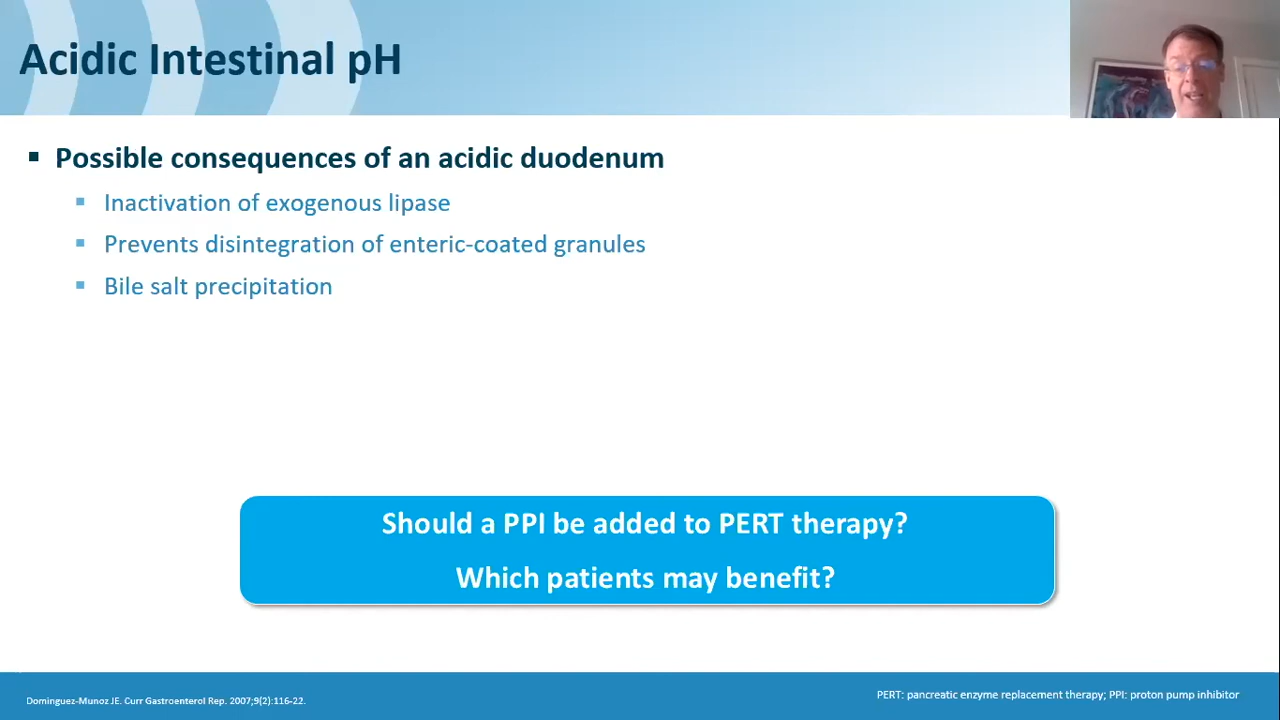 Acidic Intestinal pH
Possible consequences of an acidic duodenum
Inactivation of exogenous lipase
Prevents disintegration of enteric-coated granules
Bile salt precipitation
Should a PPI be added to PERT therapy?
Which patients may benefit?
Dominguez-Munoz JE. Curr Gastroenterol Rep. 2007;9(2):116-22.
PERT: pancreatic enzyme replacement therapy; PPI: proton pump inhibitor